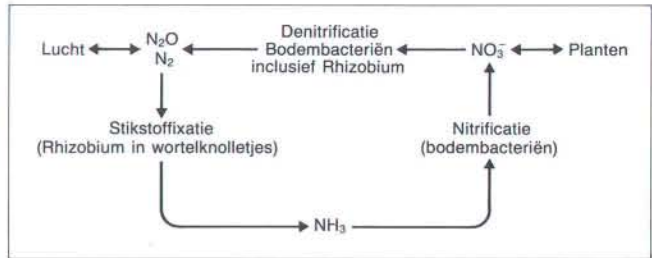 Lucht
N₂O
N₂
Denitrificatie
Bodembacteriën
inclusief Rhizobium
NO₃⁻
Planten
Stikstoffixatie
(Rhizobium in wortelknolletjes)
Nitrificatie
(bodembacteriën)
NH₃